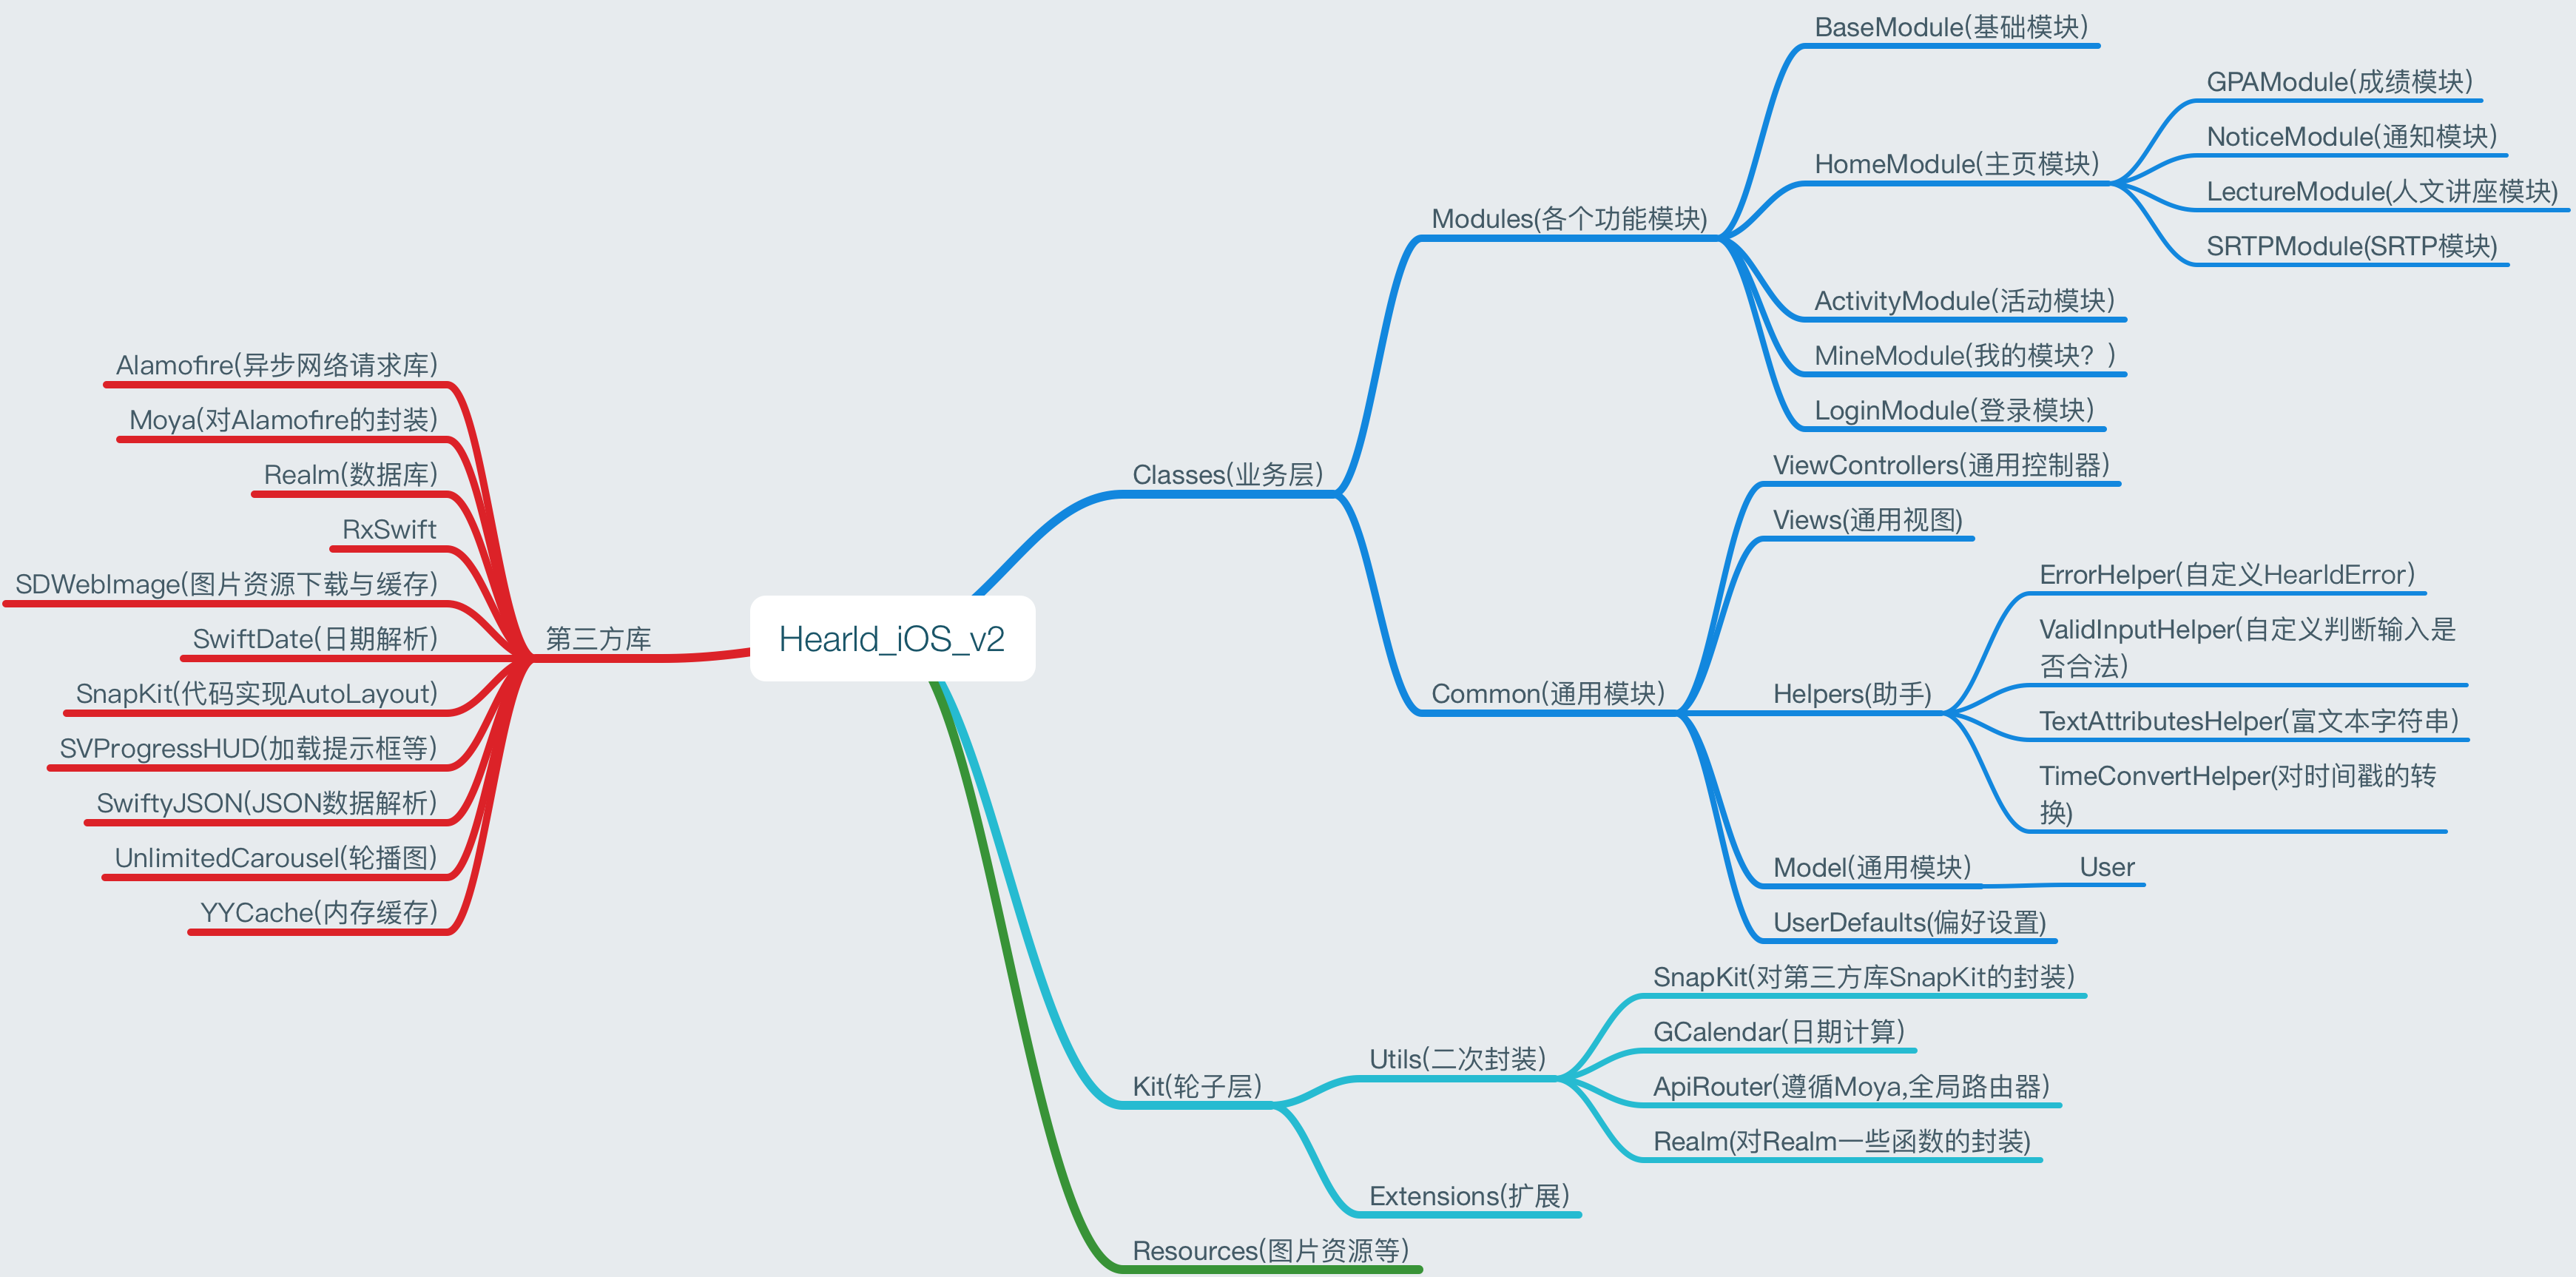 Hearld_iOS_v2
第三方库
Alamofire(异步网络请求库)
Moya(对Alamofire的封装)
Realm(数据库)
RxSwift
SDWebImage(图片资源下载与缓存)
SwiftDate(日期解析)
SnapKit(代码实现AutoLayout)
SVProgressHUD(加载提示框等)
SwiftyJSON(JSON数据解析)
UnlimitedCarousel(轮播图)
YYCache(内存缓存)
Classes(业务层)
Modules(各个功能模块)
BaseModule(基础模块)
HomeModule(主页模块)
GPAModule(成绩模块)
NoticeModule(通知模块)
LectureModule(人文讲座模块)
SRTPModule(SRTP模块)
ActivityModule(活动模块)
MineModule(我的模块？)
LoginModule(登录模块)
Common(通用模块)
ViewControllers(通用控制器)
Views(通用视图)
Helpers(助手)
ErrorHelper(自定义HearldError)
ValidInputHelper(自定义判断输入是
否合法)
TextAttributesHelper(富文本字符串)
TimeConvertHelper(对时间戳的转
换)
Model(通用模块)
User
UserDefaults(偏好设置)
Kit(轮子层)
Utils(二次封装)
SnapKit(对第三方库SnapKit的封装)
GCalendar(日期计算)
ApiRouter(遵循Moya,全局路由器)
Realm(对Realm一些函数的封装)
Extensions(扩展)
Resources(图片资源等)